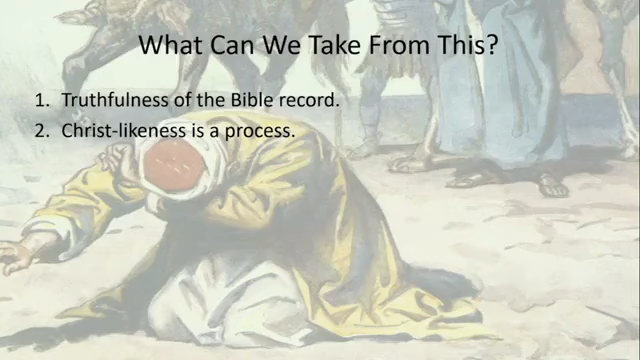 What Can We Take From This?
1. Truthfulness of the Bible record.
2. Christ-likeness is a process.